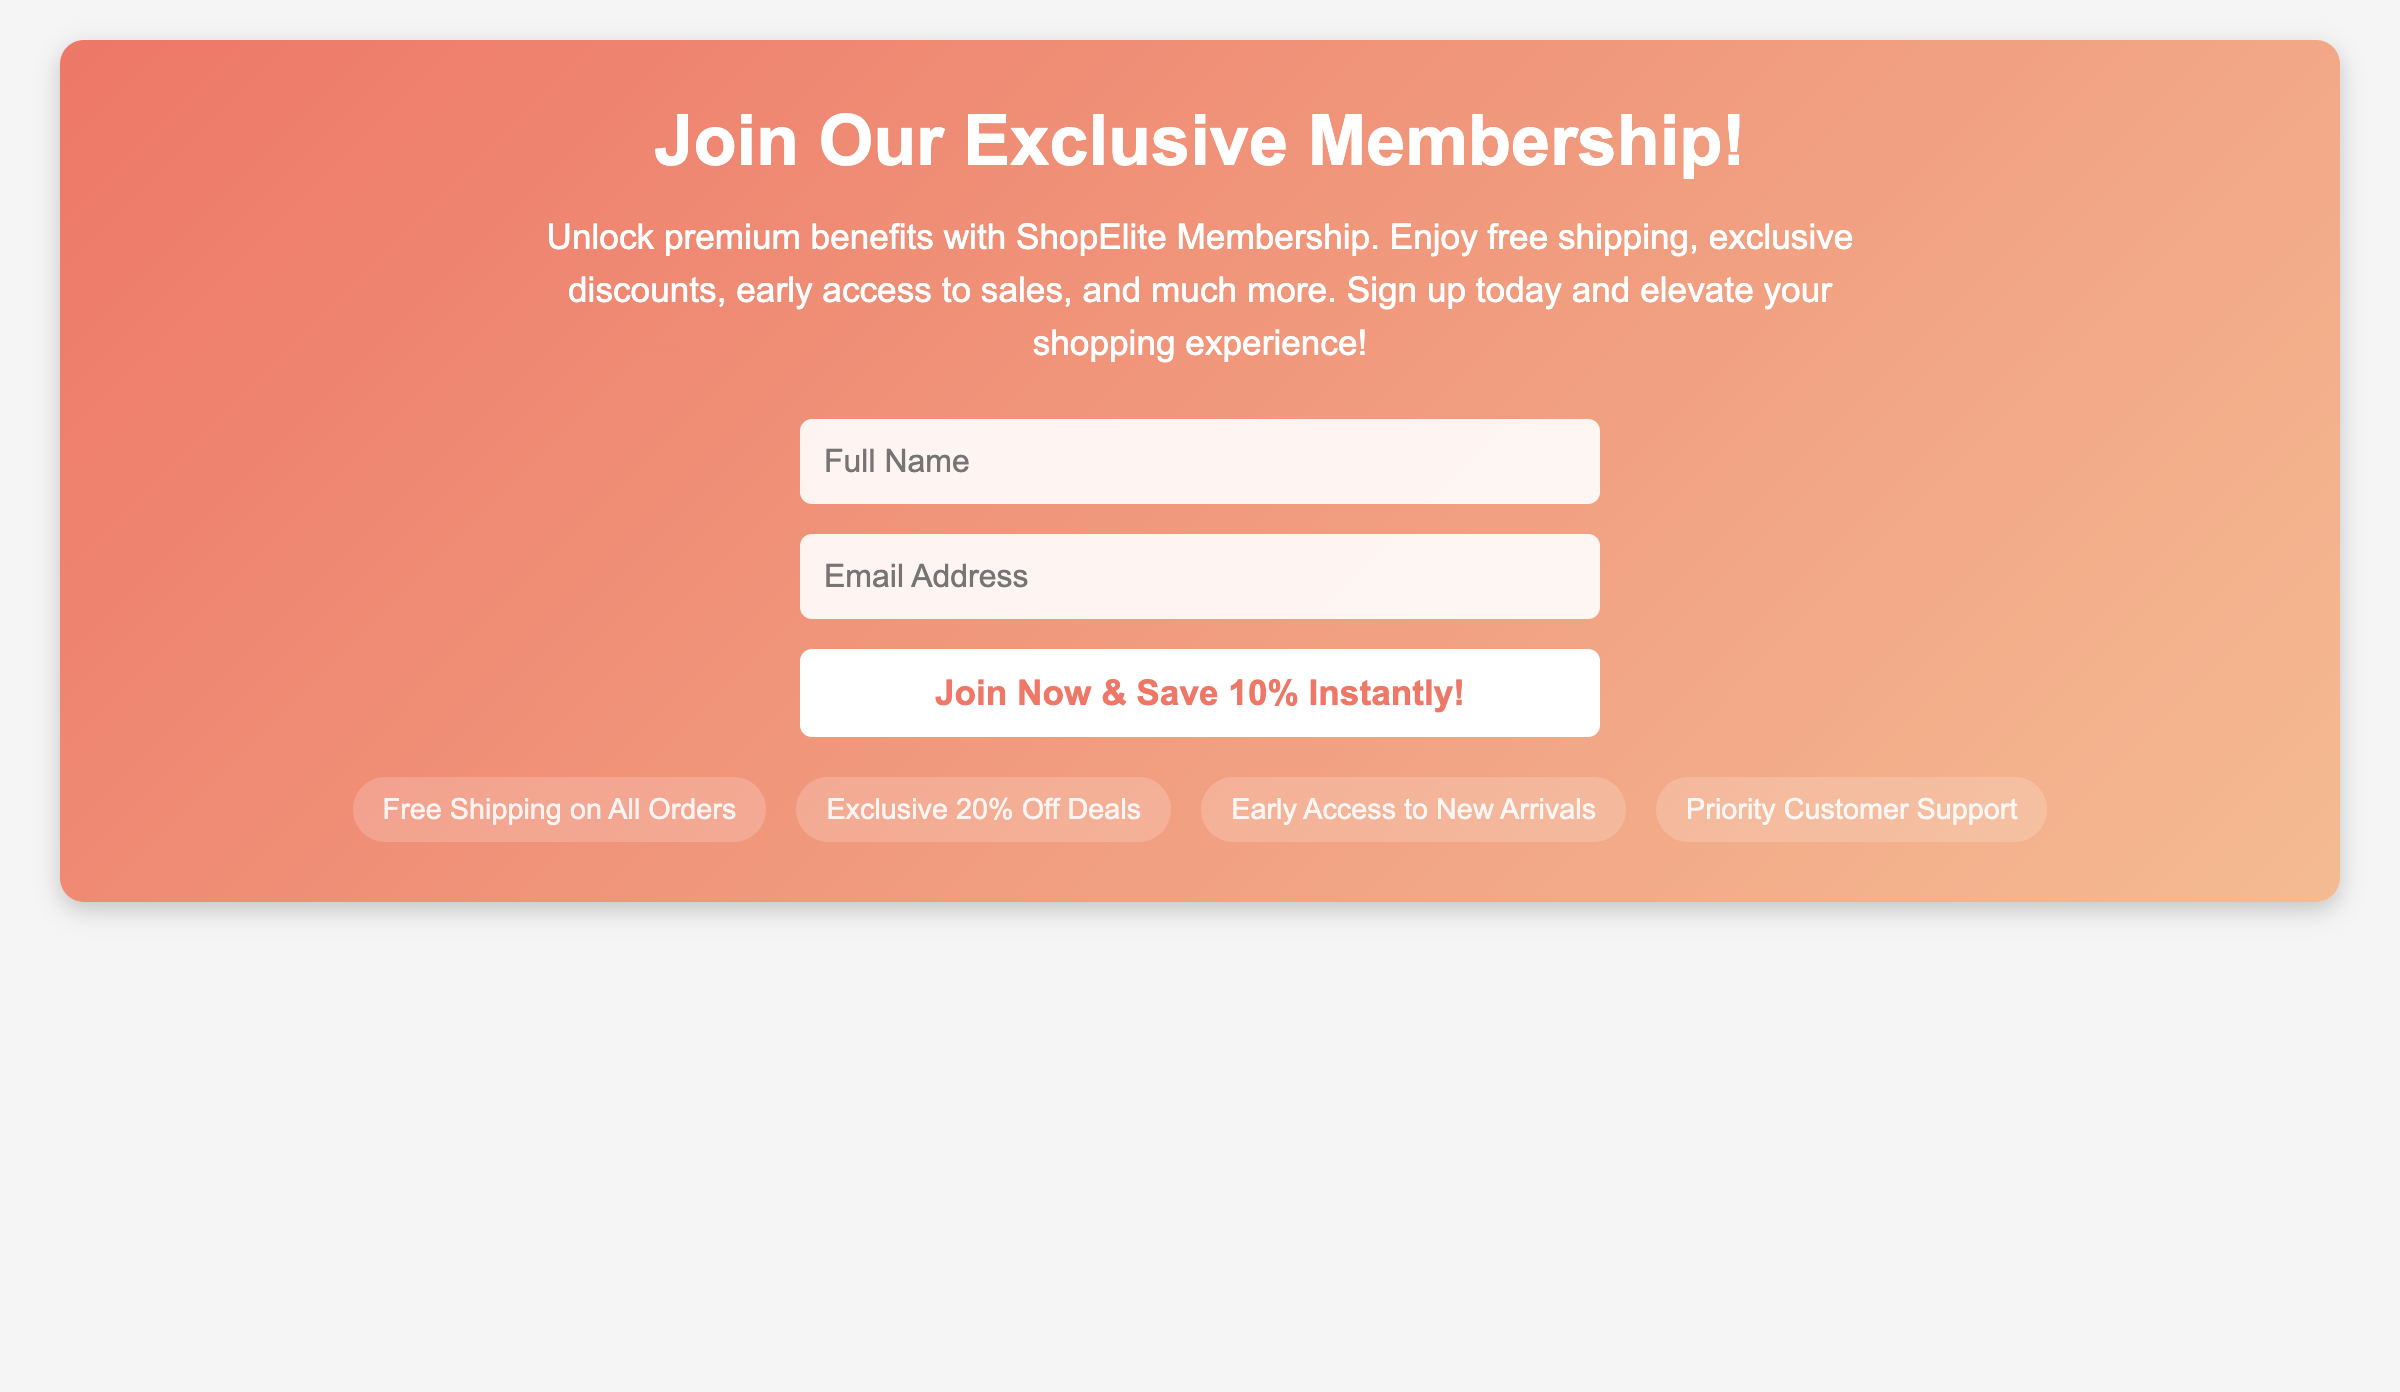 Join Our Exclusive Membership!
Unlock premium benefits with ShopElite Membership. Enjoy free shipping, exclusive
discounts, early access to sales, and much more. Sign up today and elevate your
shopping experience!
Full Name
Email Address
Join Now & Save 10% Instantly!
Free Shipping on All Orders
Exclusive 20% Off Deals
Early Access to New Arrivals
Priority Customer Support